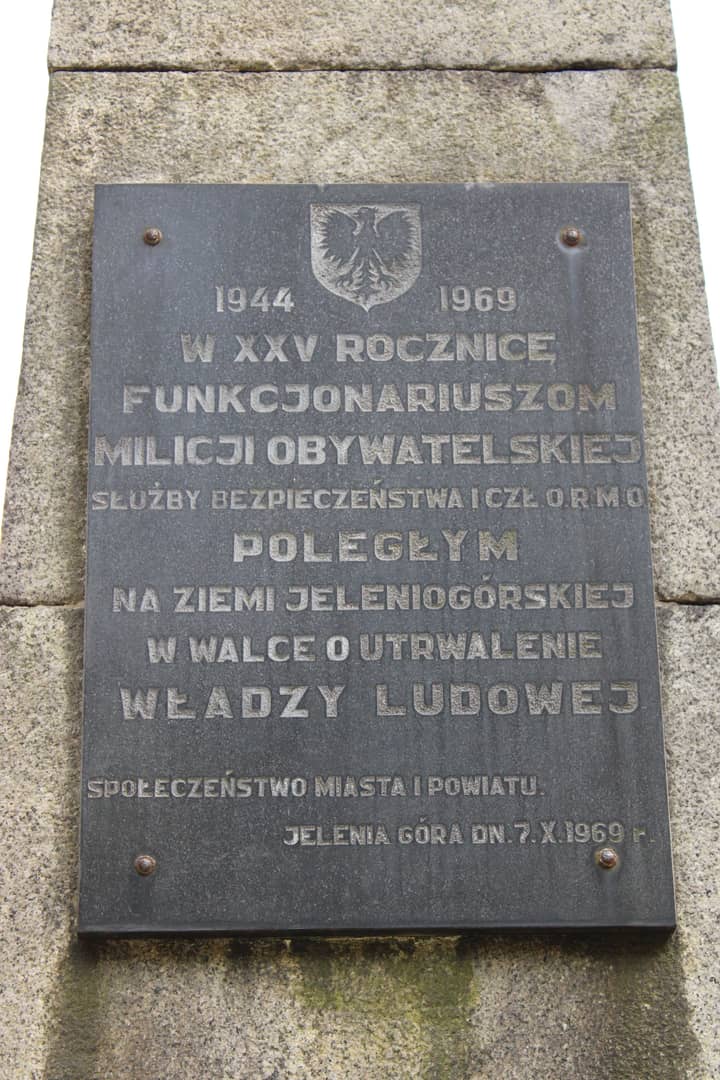 1944 1969
W XXV ROCZNICĘ
FUNKCJONARIUSZOM
MILICJI OBYWATELSKIEJ
SŁUŻBY BEZPIECZEŃSTWA I CZŁ O.R M O
POLEGŁYM
NA ZIEMI JELENIOGÓRSKIEJ
W WALCE O UTRWALENIE
WŁADZY LUDOWEJ
SPOŁECZEŃSTWO MIASTA I POWIATU.
JELENIA GÓRA DN. 7. X. 1969 r.